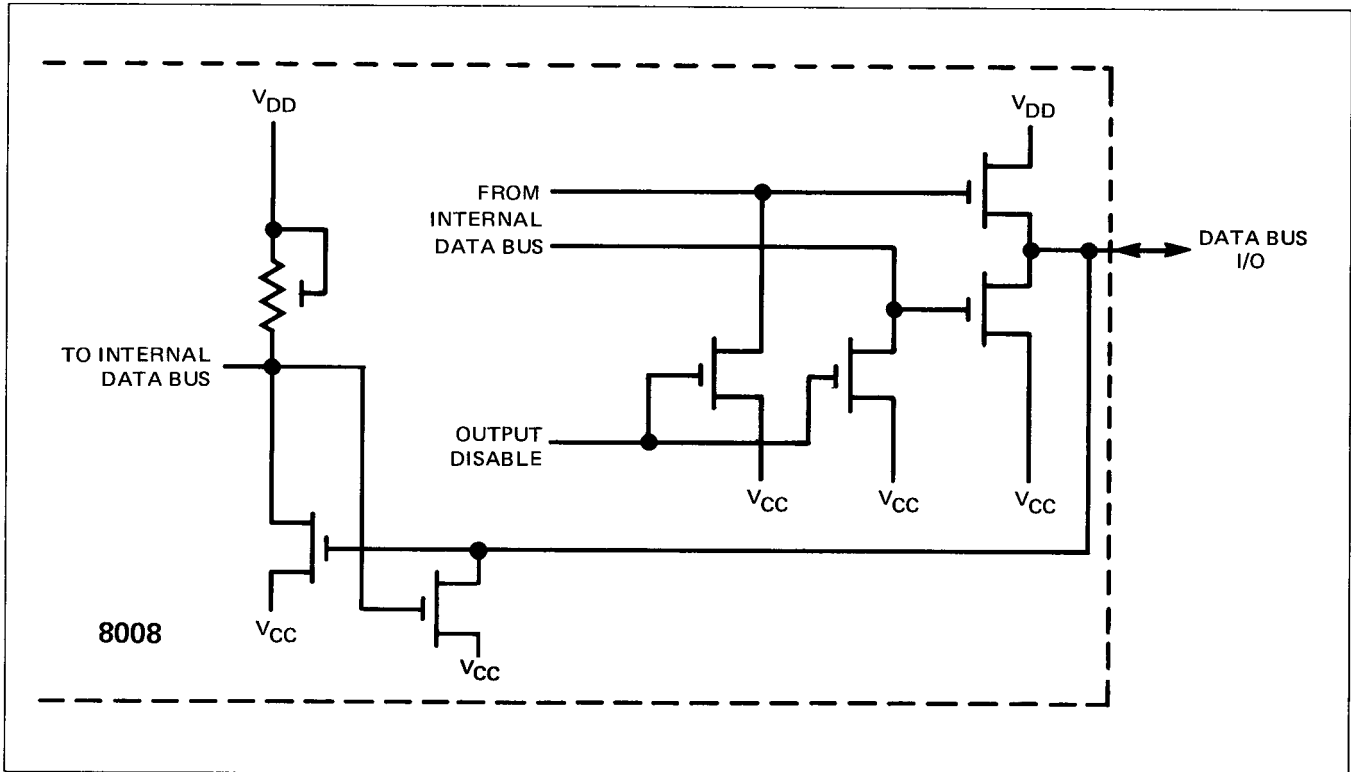 VDD
VDD
FROM
INTERNAL
DATA BUS
DATA BUS
I/O
TO INTERNAL
DATA BUS
OUTPUT
DISABLE
VCC
VCC
VCC
VCC
VCC
8008